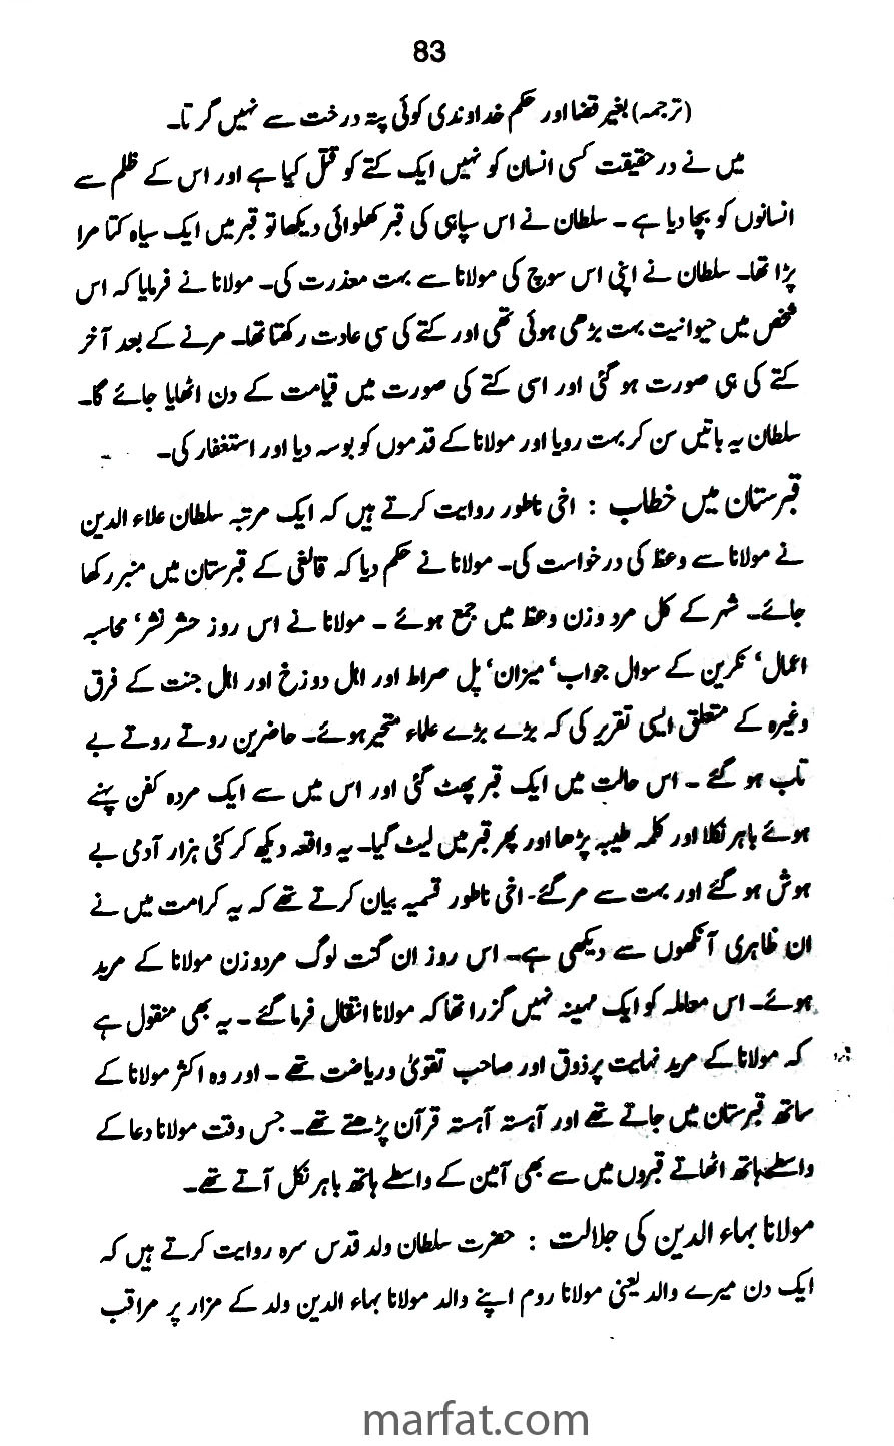 83
(ترجمہ) بغیر قضا اور حکم خداوندی کوئی پتہ درخت سے نہیں گرتا۔
میں نے درحقیقت کسی انسان کو نہیں ایک کتے کو قتل کیا ہے اور اس کے ظلم سے
انسانوں کو بچا دیا ہے۔ سلطان نے اس سپاہی کی قبر کھلوائی دیکھا تو قبر میں ایک سیاہ کتا مرا
پڑا تھا۔ سلطان نے اپنی اس سوچ کی مولانا سے بہت معذرت کی۔ مولانا نے فرمایا کہ اس
شخص میں حیوانیت بہت بڑھی ہوئی تھی اور کتے کی سی عادت رکھتا تھا۔ مرنے کے بعد آخر
کتے کی ہی صورت ہو گئی اور اسی کتے کی صورت میں قیامت کے دن اٹھایا جائے گا۔
سلطان یہ باتیں سن کر بہت رویا اور مولانا کے قدموں کو بوسہ دیا اور استغفار کی۔
قبرستان میں خطاب : اخی ناطور روایت کرتے ہیں کہ ایک مرتبہ سلطان علاء الدین
نے مولانا سے وعظ کی درخواست کی۔ مولانا نے حکم دیا کہ قالغی کے قبرستان میں منبر رکھا
جائے۔ شہر کے کل مرد و زن وعظ میں جمع ہوئے۔ مولانا نے اس روز حشر نشر' محاسبہ
اعمال' نکرین کے سوال جواب' میزان' پل صراط اور اہل دوزخ اور اہل جنت کے فرق
وغیرہ کے متعلق ایسی تقریر کی کہ بڑے بڑے علماء متحیر ہوئے۔ حاضرین روتے روتے بے
تاب ہو گئے۔ اس حالت میں ایک قبر پھٹ گئی اور اس میں سے ایک مردہ کفن پہنے
ہوئے باہر نکلا اور کلمہ طیبہ پڑھا اور پھر قبر میں لیٹ گیا۔ یہ واقعہ دیکھ کر کئی ہزار آدمی بے
ہوش ہو گئے اور بہت سے مر گئے۔ اخی ناطور قسمیہ بیان کرتے تھے کہ یہ کرامت میں نے
ان ظاہری آنکھوں سے دیکھی ہے۔ اس روز ان گنت لوگ مرد و زن مولانا کے مرید
ہوئے۔ اس معاملہ کو ایک مہینہ نہیں گزرا تھا کہ مولانا انتقال فرما گئے۔ یہ بھی منقول ہے
کہ مولانا کے مرید نہایت پر ذوق اور صاحب تقویٰ و ریاضت تھے۔ اور وہ اکثر مولانا کے
ساتھ قبرستان میں جاتے تھے اور آہستہ آہستہ قرآن پڑھتے تھے۔ جس وقت مولانا دعا کے
واسطے ہاتھ اٹھاتے قبروں میں سے بھی آمین کے واسطے ہاتھ باہر نکل آتے تھے۔
مولانا بہاء الدین کی جلالت : حضرت سلطان ولد قدس سرہ روایت کرتے ہیں کہ
ایک دن میرے والد یعنی مولانا روم اپنے والد مولانا بہاء الدین ولد کے مزار پر مراقب
marfat.com